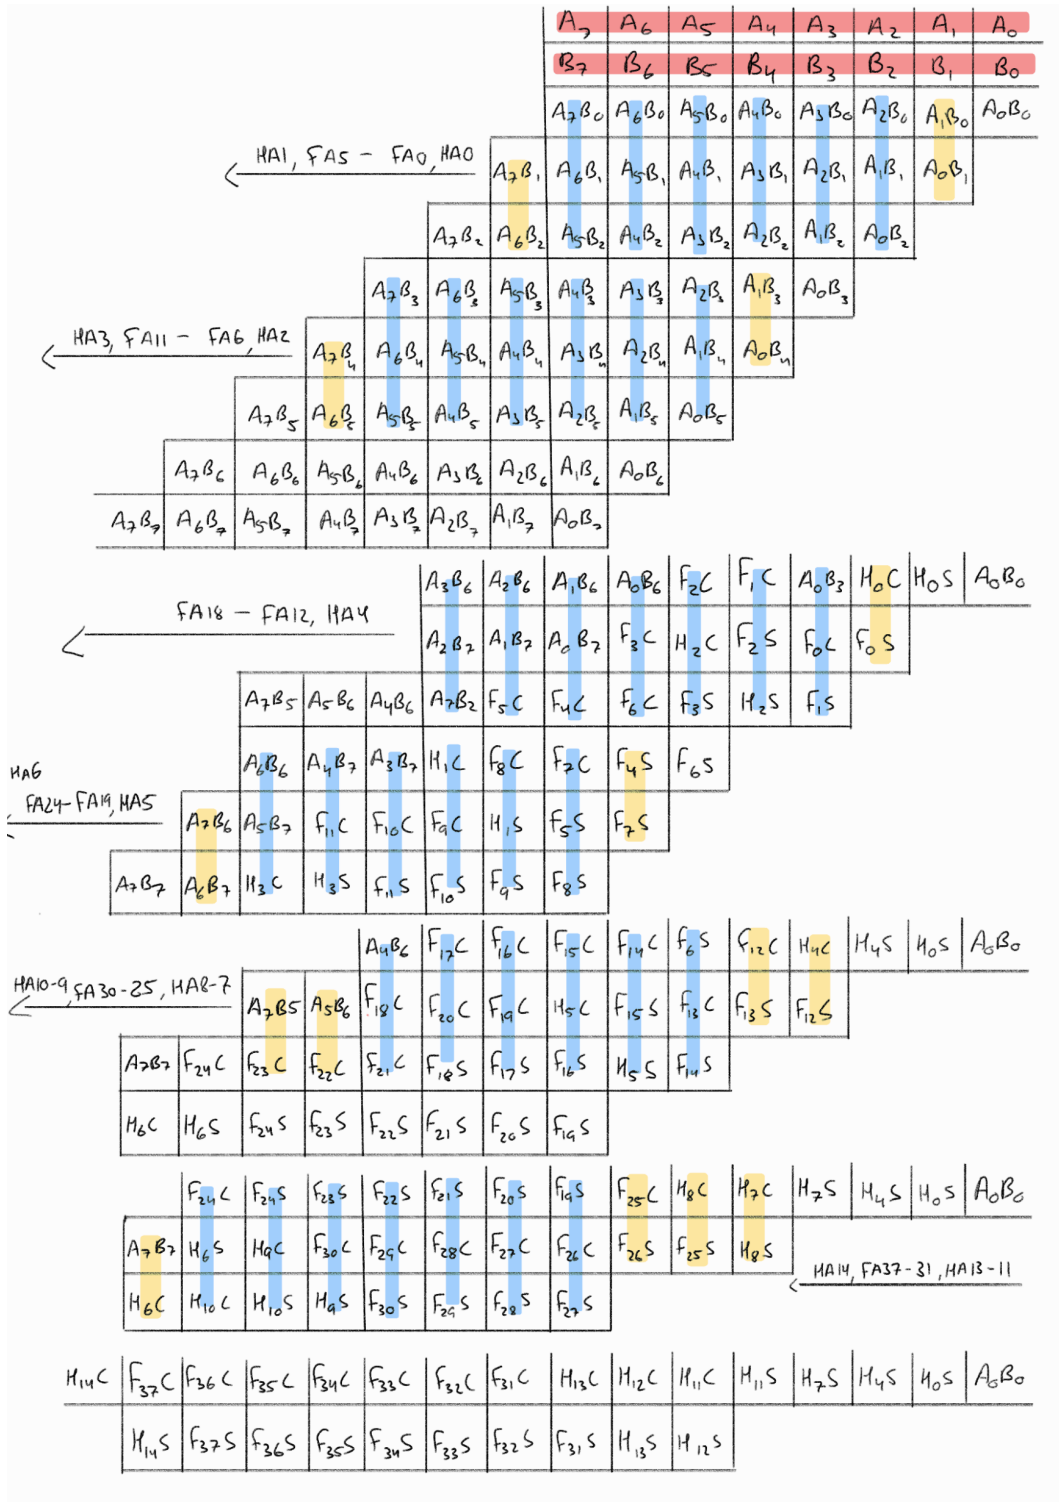 A₇ A₆ A₅ A₄ A₃ A₂ A₁ A₀
B₇ B₆ B₅ B₄ B₃ B₂ B₁ B₀
A₇B₀ A₆B₀ A₅B₀ A₄B₀ A₃B₀ A₂B₀ A₁B₀ A₀B₀
HA1, FA5 - FA0, HA0
A₇B₁ A₆B₁ A₅B₁ A₄B₁ A₃B₁ A₂B₁ A₁B₁ A₀B₁
A₇B₂ A₆B₂ A₅B₂ A₄B₂ A₃B₂ A₂B₂ A₁B₂ A₀B₂
A₇B₃ A₆B₃ A₅B₃ A₄B₃ A₃B₃ A₂B₃ A₁B₃ A₀B₃
HA3, FA11 - FA6, HA2
A₇B₄ A₆B₄ A₅B₄ A₄B₄ A₃B₄ A₂B₄ A₁B₄ A₀B₄
A₇B₅ A₆B₅ A₅B₅ A₄B₅ A₃B₅ A₂B₅ A₁B₅ A₀B₅
A₇B₆ A₆B₆ A₅B₆ A₄B₆ A₃B₆ A₂B₆ A₁B₆ A₀B₆
A₇B₇ A₆B₇ A₅B₇ A₄B₇ A₃B₇ A₂B₇ A₁B₇ A₀B₇
A₃B₆ A₂B₆ A₁B₆ A₀B₆ F₂C F₁C A₀B₃ H₀C H₀S A₀B₀
FA18 - FA12, HA4
A₂B₇ A₁B₇ A₀B₇ F₃C H₂C F₂S F₀C F₀S
A₇B₅ A₅B₆ A₄B₆ A₇B₂ F₅C F₄C F₆C F₃S H₂S F₁S
A₆B₆ A₄B₇ A₃B₇ H₁C F₈C F₇C F₄S F₆S
HA6
FA24-FA19, HA5
A₇B₆ A₅B₇ F₁₁C F₁₀C F₉C H₁S F₅S F₇S
A₇B₇ A₆B₇ H₃C H₃S F₁₁S F₁₀S F₉S F₈S
A₄B₆ F₁₇C F₁₆C F₁₅C F₁₄C F₆S F₁₂C H₄C H₄S H₀S A₀B₀
HA10-9, FA30-25, HA8-7
A₇B5 A₅B₆ F₁₈C F₂₀C F₁₉C H₅C F₁₅S F₁₃C F₁₃S F₁₂S
A₇B₇ F₂₄C F₂₃C F₂₂C F₂₁C F₁₈S F₁₇S F₁₆S H₅S F₁₄S
H₆C H₆S F₂₄S F₂₃S F₂₂S F₂₁S F₂₀S F₁₉S
F₂₄C F₂₄S F₂₃S F₂₂S F₂₁S F₂₀S F₁₉S F₂₅C H₈C H₇C H₇S H₄S H₀S A₀B₀
A₇B₇ H₆S H₉C F₃₀C F₂₉C F₂₈C F₂₇C F₂₆C F₂₆S F₂₅S H₈S
HA14, FA37-31, HA13-11
H₆C H₁₀C H₁₀S H₉S F₃₀S F₂₉S F₂₈S F₂₇S
H₁₄C F₃₇C F₃₆C F₃₅C F₃₄C F₃₃C F₃₂C F₃₁C H₁₃C H₁₂C H₁₁C H₁₁S H₇S H₄S H₀S A₀B₀
H₁₄S F₃₇S F₃₆S F₃₅S F₃₄S F₃₃S F₃₂S F₃₁S H₁₃S H₁₂S